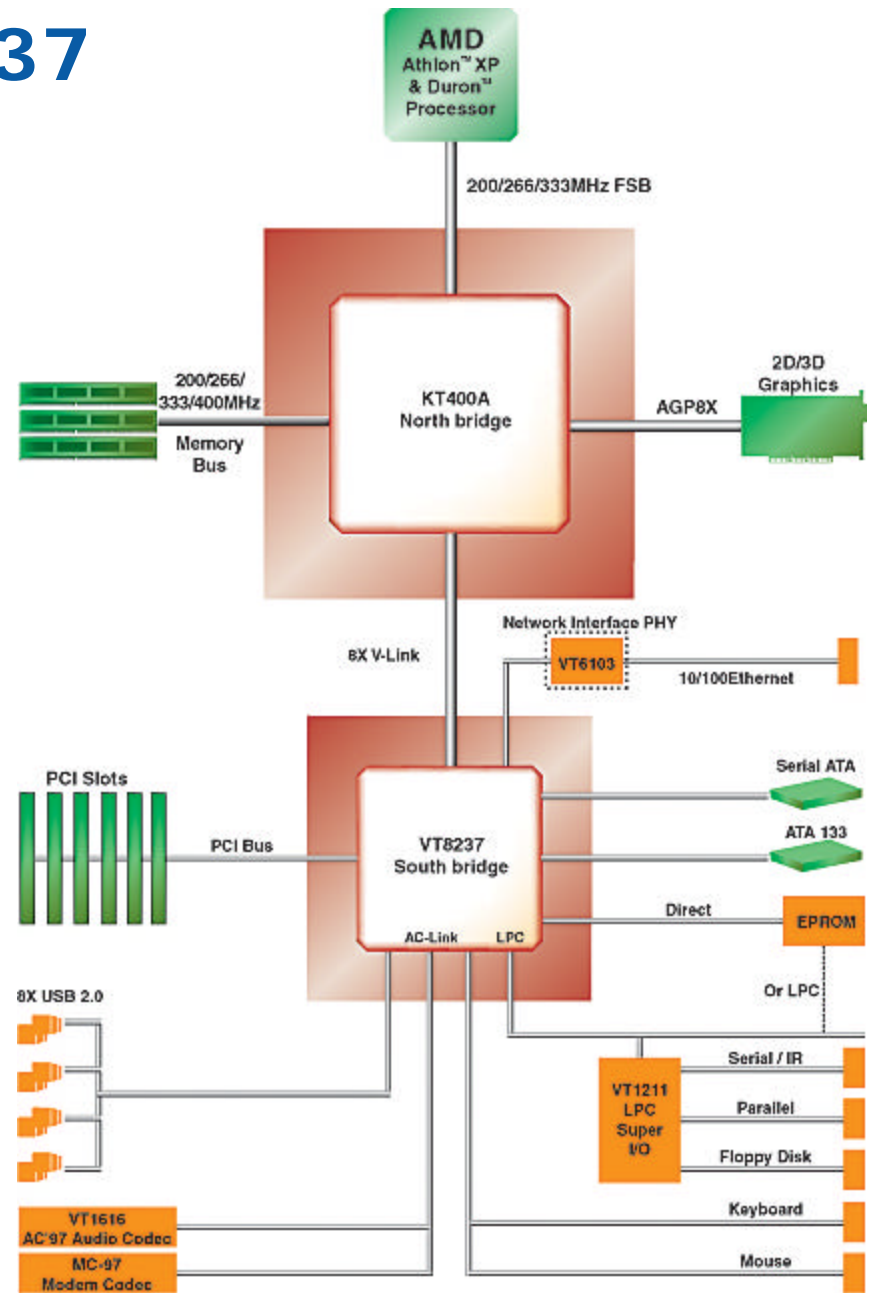 37
AMD
Athlon™ XP
& Duron™
Processor
200/266/333MHz FSB
200/266/
333/400MHz
Memory
Bus
KT400A
North bridge
AGP8X
2D/3D
Graphics
8X V-Link
Network Interface PHY
VT6103
10/100Ethernet
PCI Slots
PCI Bus
VT8237
South bridge
AC-Link
LPC
Serial ATA
ATA 133
Direct
EPROM
Or LPC
8X USB 2.0
VT1211
LPC
Super
I/O
Serial / IR
Parallel
Floppy Disk
Keyboard
Mouse
VT1616
AC'97 Audio Codec
MC-97
Modem Codec